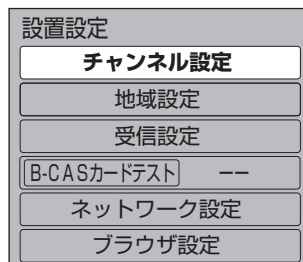 設置設定
チャンネル設定
地域設定
受信設定
B-CASカードテスト --
ネットワーク設定
ブラウザ設定